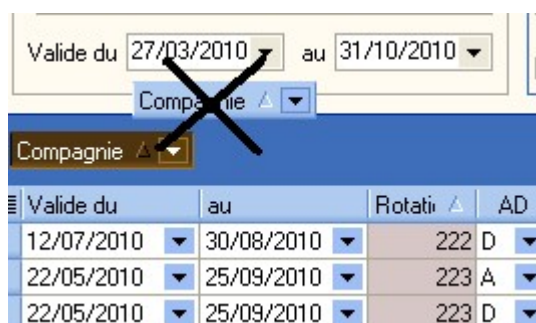 Valide du 27/03/2010 au 31/10/2010
Compagnie
Compagnie
Valide du au Rotati AD
12/07/2010 30/08/2010 222 D
22/05/2010 25/09/2010 223 A
22/05/2010 25/09/2010 223 D